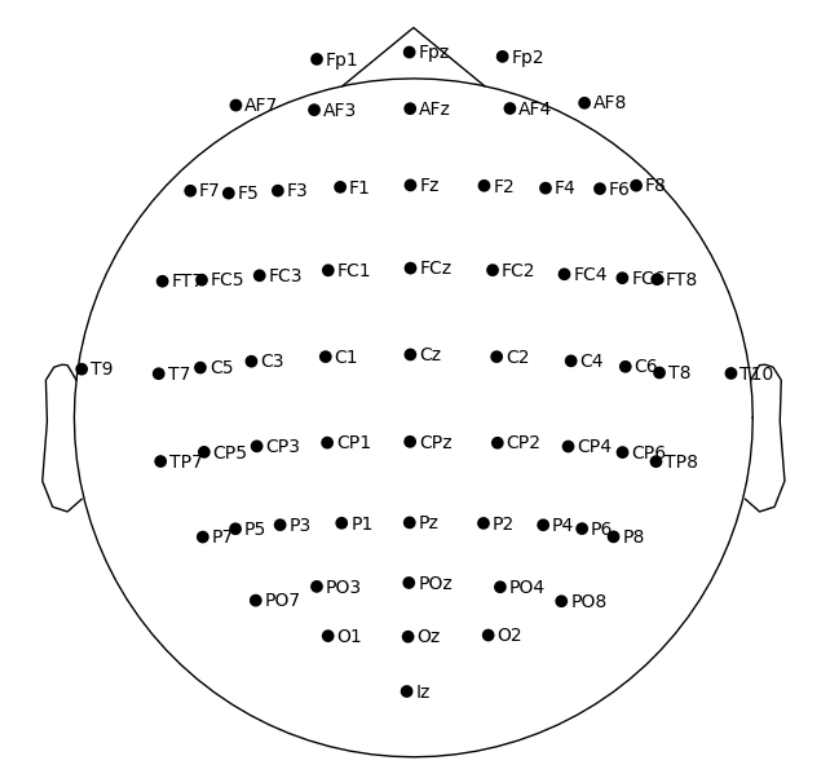 Fp1 Fpz Fp2
AF7 AF3 AFz AF4 AF8
F7 F5 F3 F1 Fz F2 F4 F6 F8
FT7 FC5 FC3 FC1 FCz FC2 FC4 FC6 FT8
T9 T7 C5 C3 C1 Cz C2 C4 C6 T8 T10
TP7 CP5 CP3 CP1 CPz CP2 CP4 CP6 TP8
P7 P5 P3 P1 Pz P2 P4 P6 P8
PO7 PO3 POz PO4 PO8
O1 Oz O2
Iz